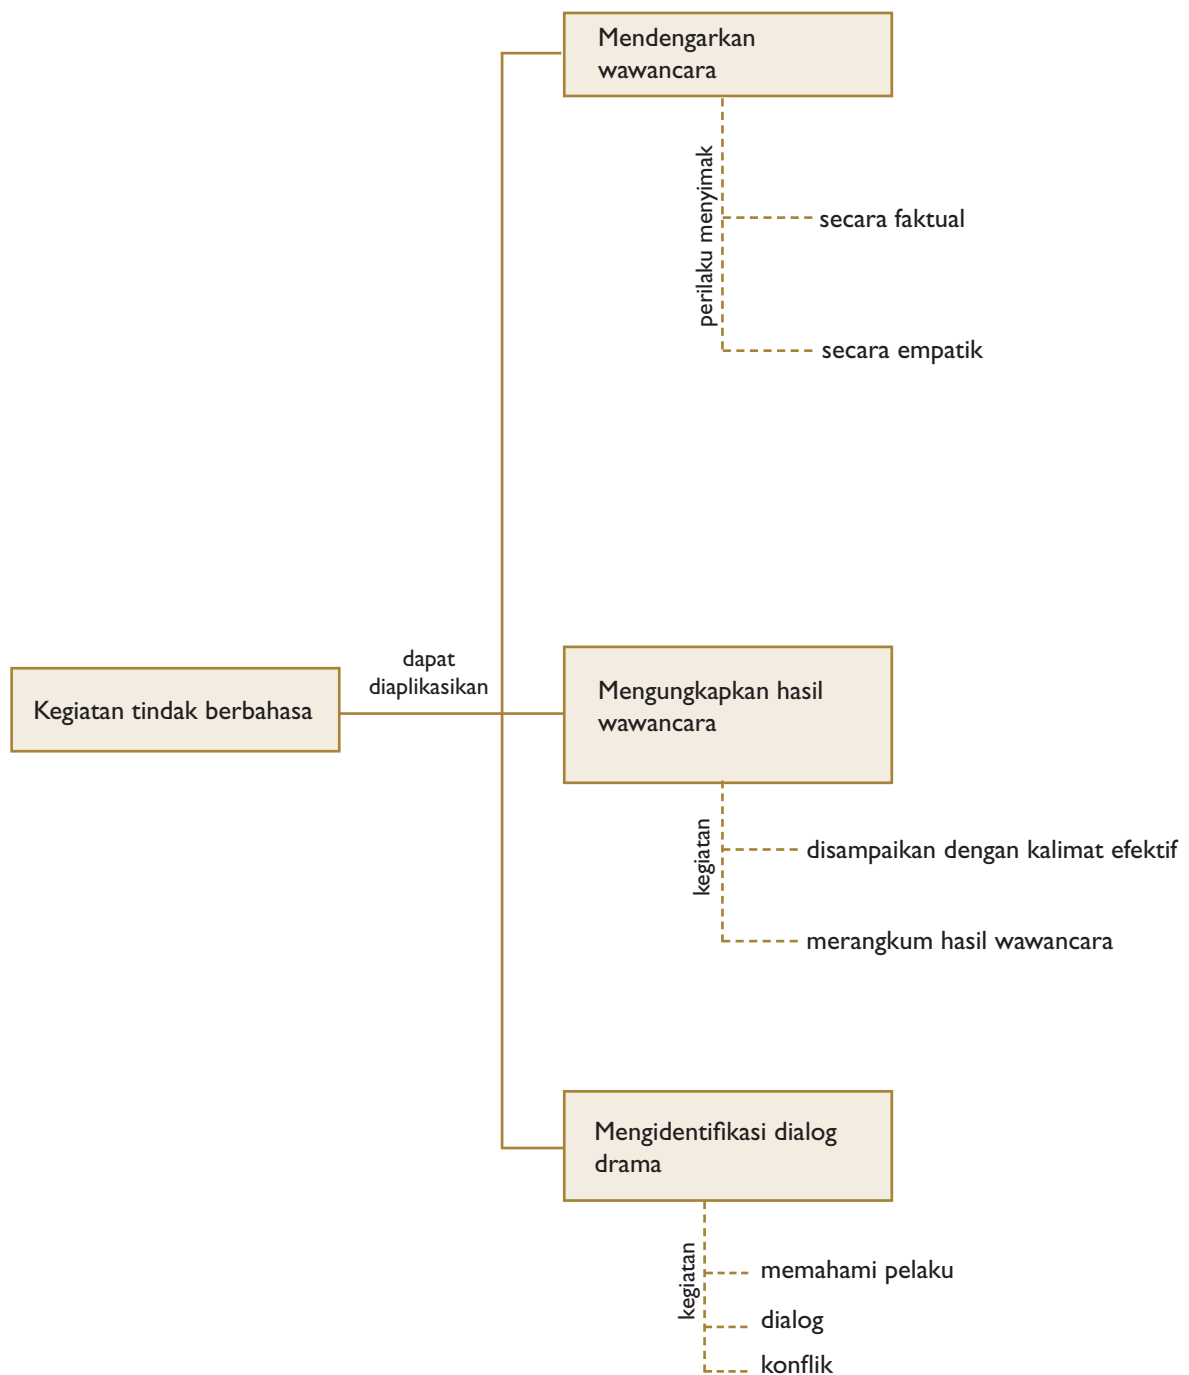 Mendengarkan
wawancara
perilaku menyimak
secara faktual
secara empatik
Kegiatan tindak berbahasa
dapat
diaplikasikan
Mengungkapkan hasil
wawancara
kegiatan
disampaikan dengan kalimat efektif
merangkum hasil wawancara
Mengidentifikasi dialog
drama
kegiatan
memahami pelaku
dialog
konflik